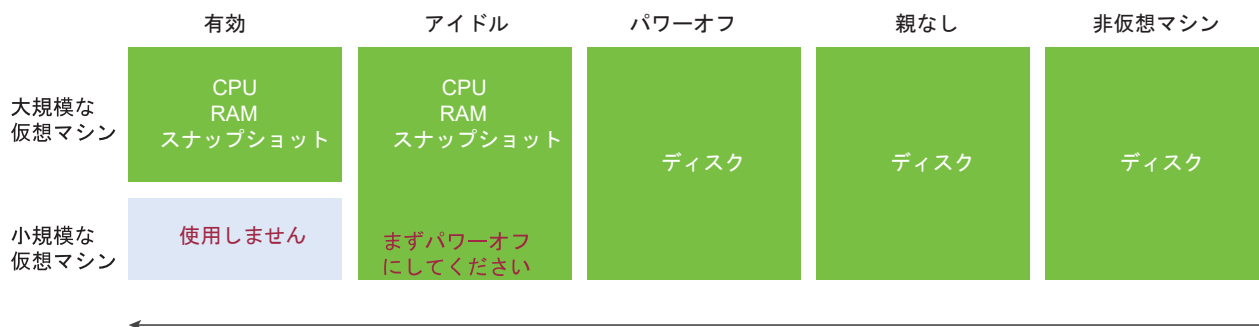 有効
アイドル
パワーオフ
親なし
非仮想マシン
大規模な
仮想マシン
CPU
RAM
スナップショット
CPU
RAM
スナップショット
ディスク
ディスク
ディスク
小規模な
仮想マシン
使用しません
まずパワーオフ
にしてください